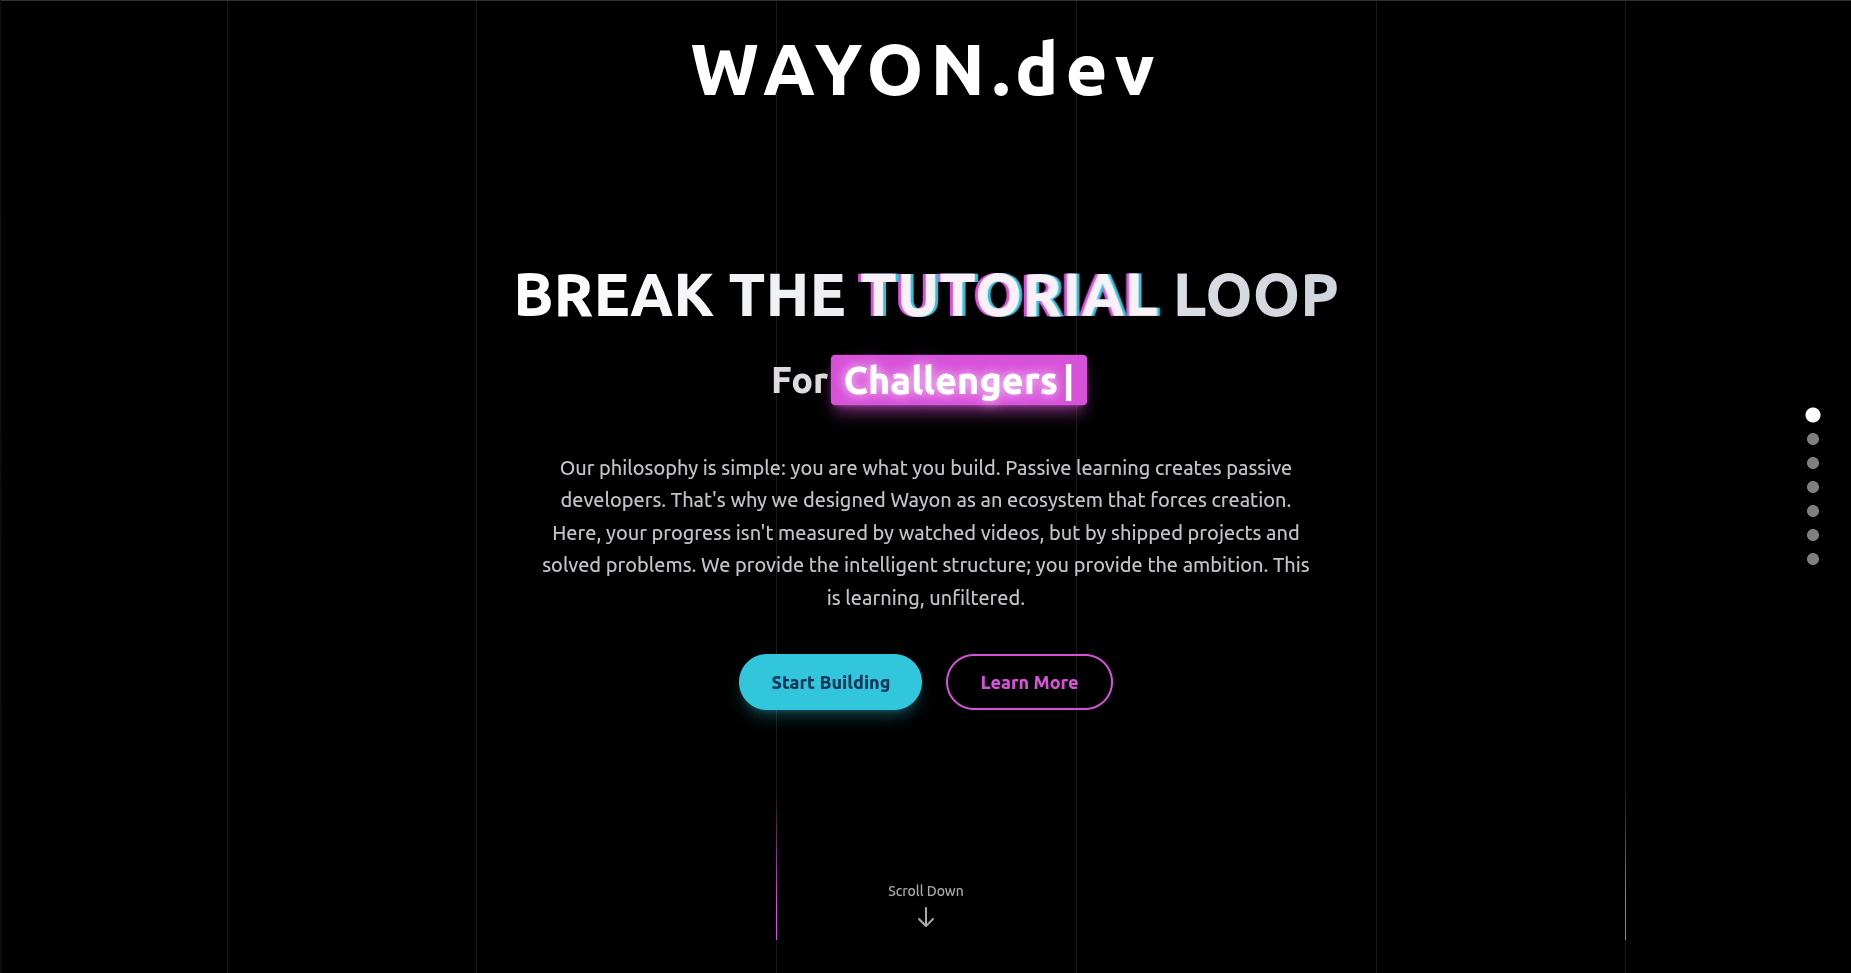 WAYON.dev
BREAK THE TUTORIAL LOOP
For Challengers|
Our philosophy is simple: you are what you build. Passive learning creates passive
developers. That's why we designed Wayon as an ecosystem that forces creation.
Here, your progress isn't measured by watched videos, but by shipped projects and
solved problems. We provide the intelligent structure; you provide the ambition. This
is learning, unfiltered.
Start Building
Learn More
Scroll Down